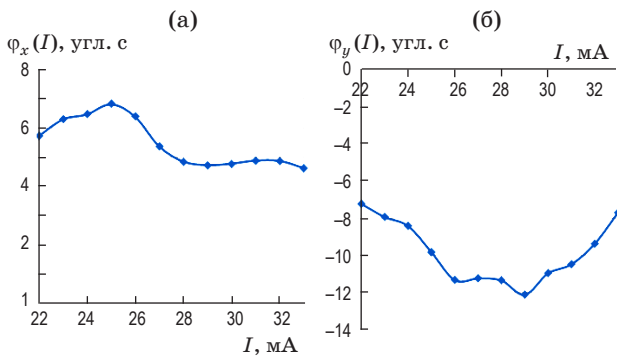 (а)
φx(I), угл. с
8
6
4
2
1
22 24 26 28 30 32
I, мА
(б)
φy(I), угл. с
I, мА
0
22 24 26 28 30 32
–2
–4
–6
–8
–10
–12
–14